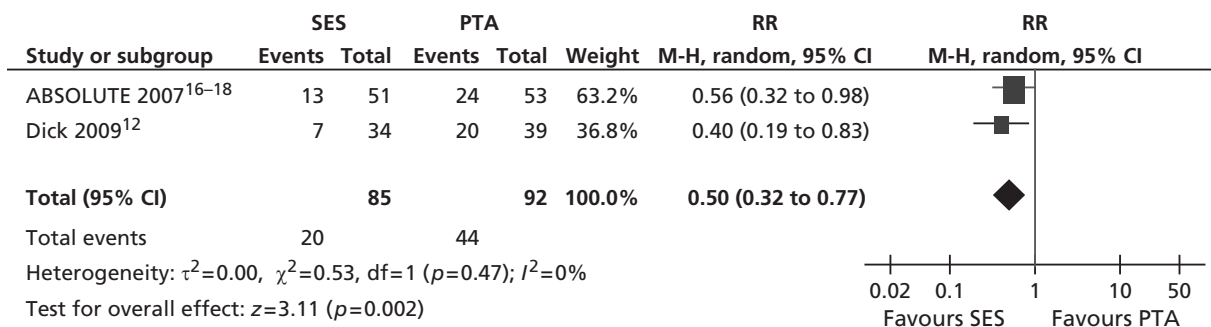 SES PTA RR RR
Study or subgroup Events Total Events Total Weight M-H, random, 95% CI M-H, random, 95% CI
ABSOLUTE 2007¹⁶⁻¹⁸ 13 51 24 53 63.2% 0.56 (0.32 to 0.98)
Dick 2009¹² 7 34 20 39 36.8% 0.40 (0.19 to 0.83)
Total (95% CI) 85 92 100.0% 0.50 (0.32 to 0.77)
Total events 20 44
Heterogeneity: τ²=0.00, χ²=0.53, df=1 (p=0.47); I²=0%
Test for overall effect: z=3.11 (p=0.002)
0.02 0.1 1 10 50
Favours SES Favours PTA